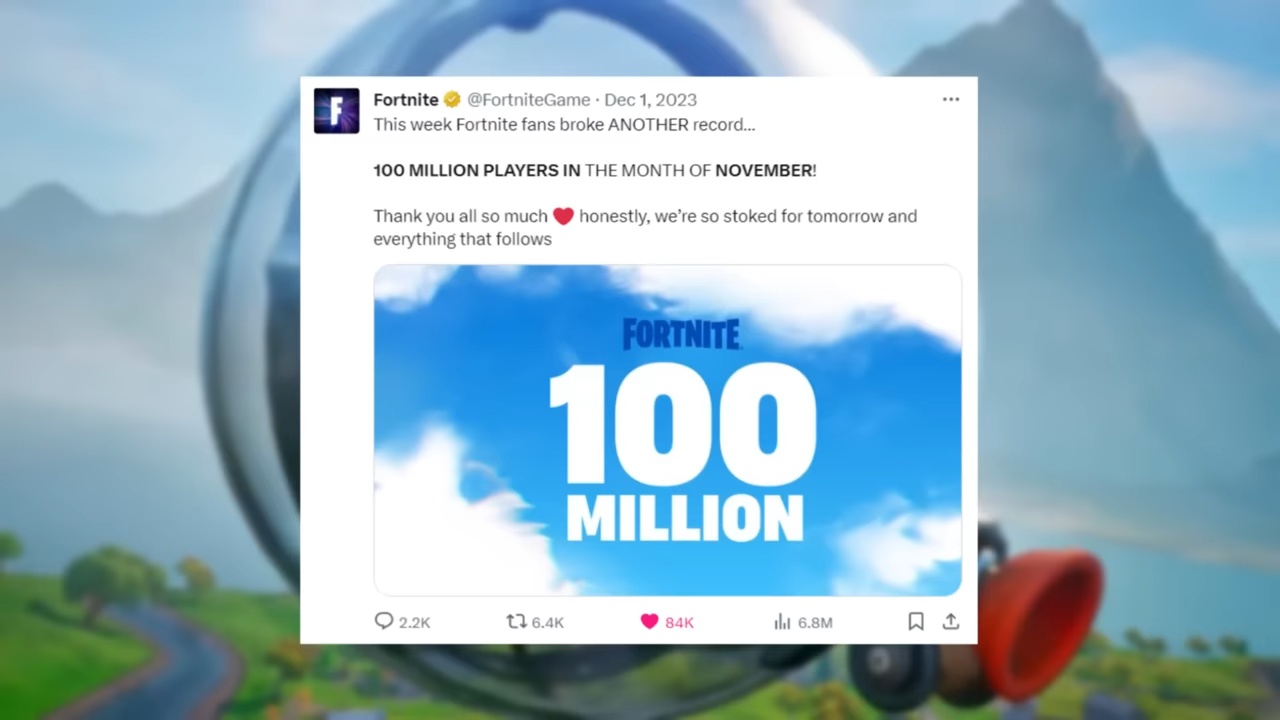 F
Fortnite @FortniteGame · Dec 1, 2023
This week Fortnite fans broke ANOTHER record...
100 MILLION PLAYERS IN THE MONTH OF NOVEMBER!
Thank you all so much ❤️ honestly, we’re so stoked for tomorrow and
everything that follows
FORTNITE
100
MILLION
2.2K 6.4K 84K 6.8M